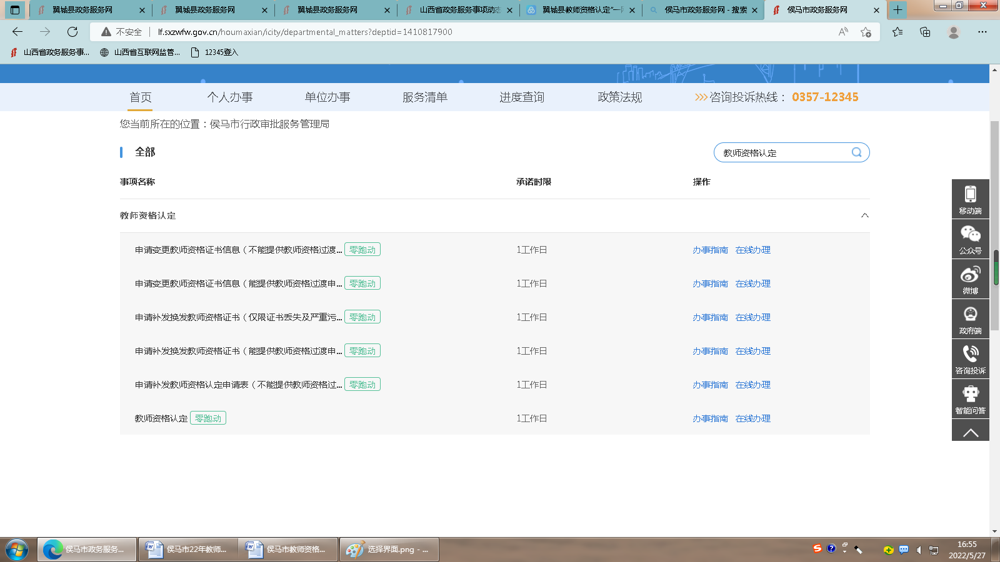 翼城县政务服务网
翼城县政务服务网
翼城县政务服务网
山西省政务服务事项动态
翼城县教师资格认定“一网
侯马市政务服务网 - 搜索
侯马市政务服务网
不安全
lf.sxzwfw.gov.cn/houmaxian/icity/departmental_matters?deptid=1410817900
山西省政务服务事...
山西省互联网监管...
12345登入
首页
个人办事
单位办事
服务清单
进度查询
政策法规
咨询投诉热线：
0357-12345
您当前所在的位置：侯马市行政审批服务管理局
全部
教师资格认定
事项名称
承诺时限
操作
教师资格认定
申请变更教师资格证书信息（不能提供教师资格过渡... 零跑动 1工作日 办事指南 在线办理
申请变更教师资格证书信息（能提供教师资格过渡申... 零跑动 1工作日 办事指南 在线办理
申请补发换发教师资格证书（仅限证书丢失及严重污... 零跑动 1工作日 办事指南 在线办理
申请补发换发教师资格证书（能提供教师资格过渡申... 零跑动 1工作日 办事指南 在线办理
申请补发教师资格认定申请表（不能提供教师资格过... 零跑动 1工作日 办事指南 在线办理
教师资格认定 零跑动 1工作日 办事指南 在线办理
移动端
公众号
微博
政府端
咨询投诉
智能问答
侯马市政务服务...
侯马市22年教师...
侯马市教师资格...
选择界面.png - ...
16:55
2022/5/27